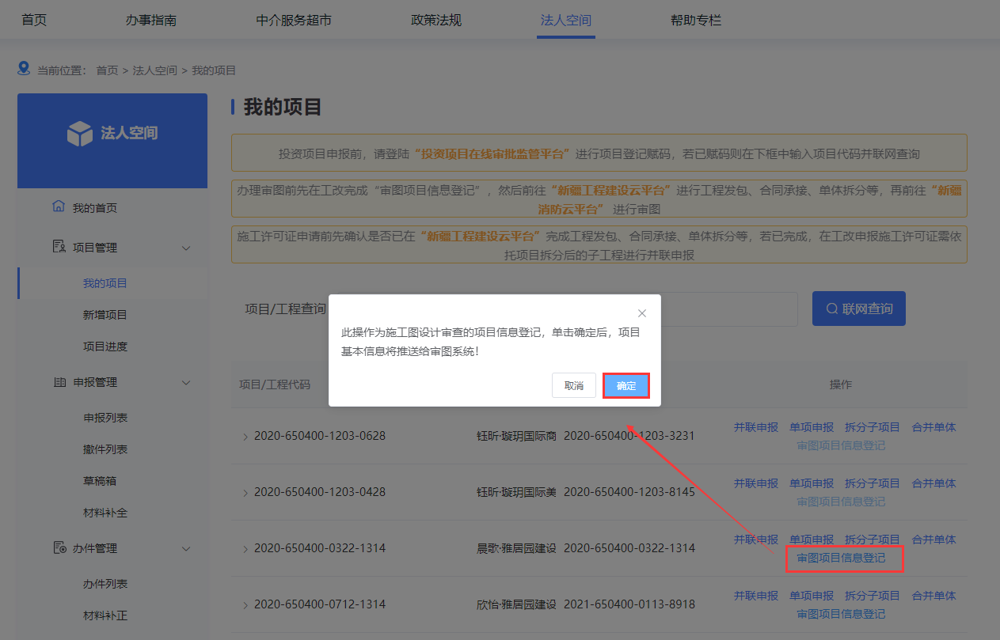 首页 办事指南 中介服务超市 政策法规 法人空间 帮助专栏
当前位置： 首页 > 法人空间 > 我的项目
法人空间
我的首页
项目管理
我的项目
新增项目
项目进度
申报管理
申报列表
撤件列表
草稿箱
材料补全
办件管理
办件列表
材料补正
我的项目
投资项目申报前，请登陆“投资项目在线审批监管平台”进行项目登记赋码，若已赋码则在下框中输入项目代码并联网查询
办理审图前先在工改完成“审图项目信息登记”，然后前往“新疆工程建设云平台”进行工程发包、合同承接、单体拆分等，再前往“新疆
消防云平台” 进行审图
施工许可证申请前先确认是否已在“新疆工程建设云平台”完成工程发包、合同承接、单体拆分等，若已完成，在工改申报施工许可证需依
托项目拆分后的子工程进行并联申报
项目/工程查询
联网查询
此操作为施工图设计审查的项目信息登记，单击确定后，项目
基本信息将推送给审图系统！
取消 确定
项目/工程代码 操作
2020-650400-1203-0628 钰昕·璇玥国际商 2020-650400-1203-3231 并联申报 单项申报 拆分子项目 合并单体
审图项目信息登记
2020-650400-1203-0428 钰昕·璇玥国际美 2020-650400-1203-8145 并联申报 单项申报 拆分子项目 合并单体
审图项目信息登记
2020-650400-0322-1314 晨歌·雅居园建设 2020-650400-0322-1314 并联申报 单项申报 拆分子项目 合并单体
审图项目信息登记
2020-650400-0712-1314 欣怡·雅居园建设 2021-650400-0113-8918 并联申报 单项申报 拆分子项目 合并单体
审图项目信息登记